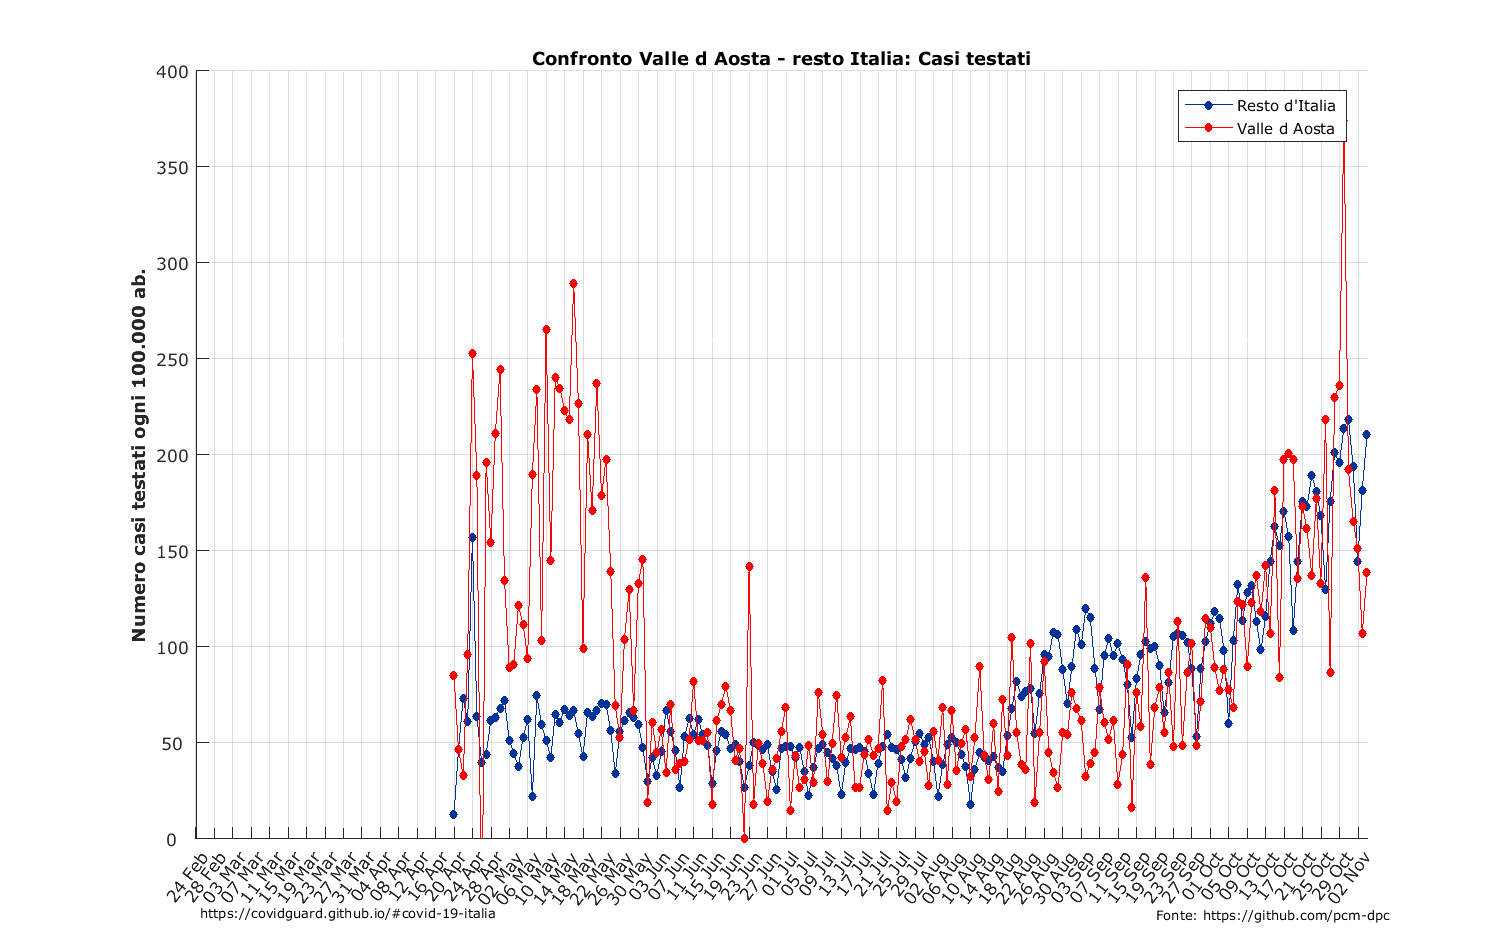 Confronto Valle d Aosta - resto Italia: Casi testati
Numero casi testati ogni 100.000 ab.
400
350
300
250
200
150
100
50
0
Resto d'Italia
Valle d Aosta
24 Feb
28 Feb
03 Mar
07 Mar
11 Mar
15 Mar
19 Mar
23 Mar
27 Mar
31 Mar
04 Apr
08 Apr
12 Apr
16 Apr
20 Apr
24 Apr
28 Apr
02 May
06 May
10 May
14 May
18 May
22 May
26 May
30 May
03 Jun
07 Jun
11 Jun
15 Jun
19 Jun
23 Jun
27 Jun
01 Jul
05 Jul
09 Jul
13 Jul
17 Jul
21 Jul
25 Jul
29 Jul
02 Aug
06 Aug
10 Aug
14 Aug
18 Aug
22 Aug
26 Aug
30 Aug
03 Sep
07 Sep
11 Sep
15 Sep
19 Sep
23 Sep
27 Sep
01 Oct
05 Oct
09 Oct
13 Oct
17 Oct
21 Oct
25 Oct
29 Oct
02 Nov
https://covidguard.github.io/#covid-19-italia
Fonte: https://github.com/pcm-dpc